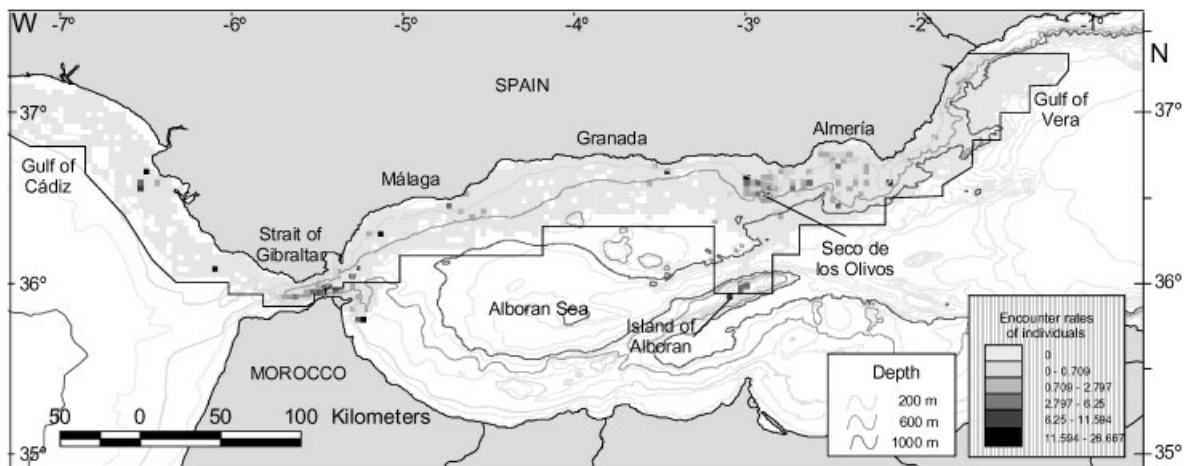 W
-7°
-6°
-5°
-4°
-3°
-2°
-1°
N
SPAIN
37°
37°
Gulf of
Vera
Granada
Almería
Gulf of
Cádiz
Málaga
Strait of
Gibraltar
Seco de
los Olivos
36°
36°
Alboran Sea
Island of
Alboran
Encounter rates
of individuals
0
0 - 0.709
0.709 - 2.797
2.797 - 6.25
6.25 - 11.594
11.594 - 26.667
MOROCCO
Depth
200 m
600 m
1000 m
50 0 50 100 Kilometers
35°
35°